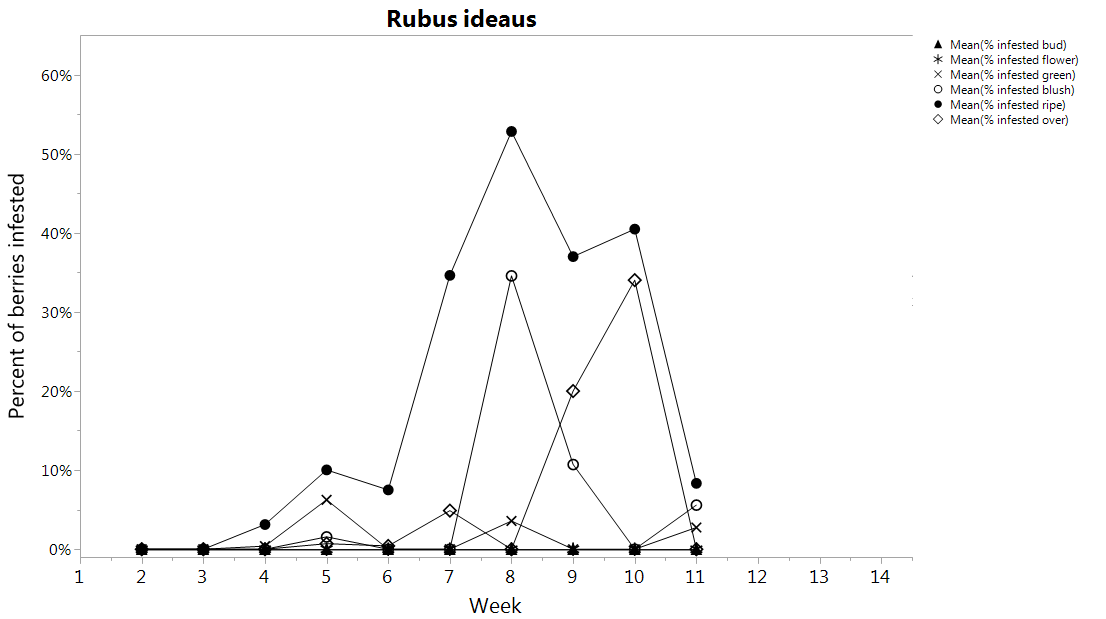 Rubus ideaus
Mean(% infested bud)
Mean(% infested flower)
Mean(% infested green)
Mean(% infested blush)
Mean(% infested ripe)
Mean(% infested over)
Percent of berries infested
60%
50%
40%
30%
20%
10%
0%
1 2 3 4 5 6 7 8 9 10 11 12 13 14
Week